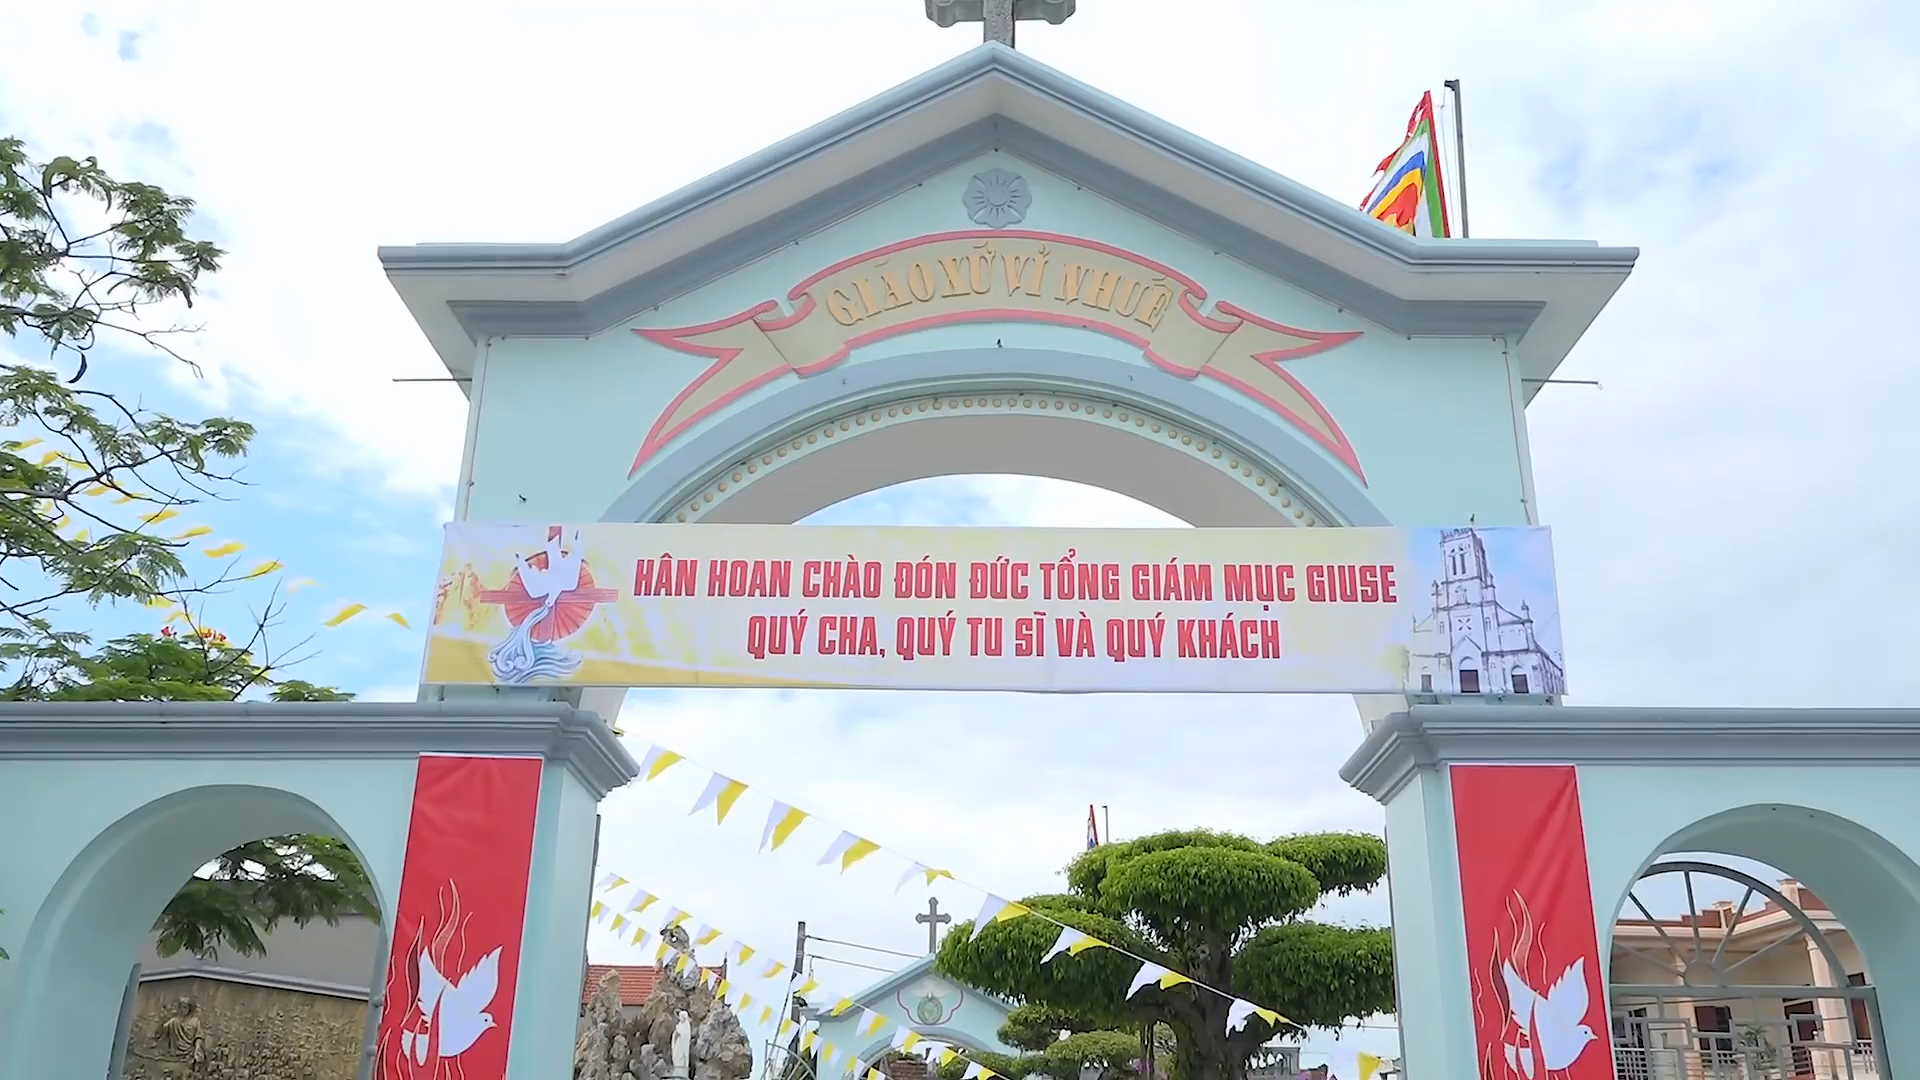 GIÁO XỨ VĨ NHUẾ
HÂN HOAN CHÀO ĐÓN ĐỨC TỔNG GIÁM MỤC GIUSE
QUÝ CHA, QUÝ TU SĨ VÀ QUÝ KHÁCH